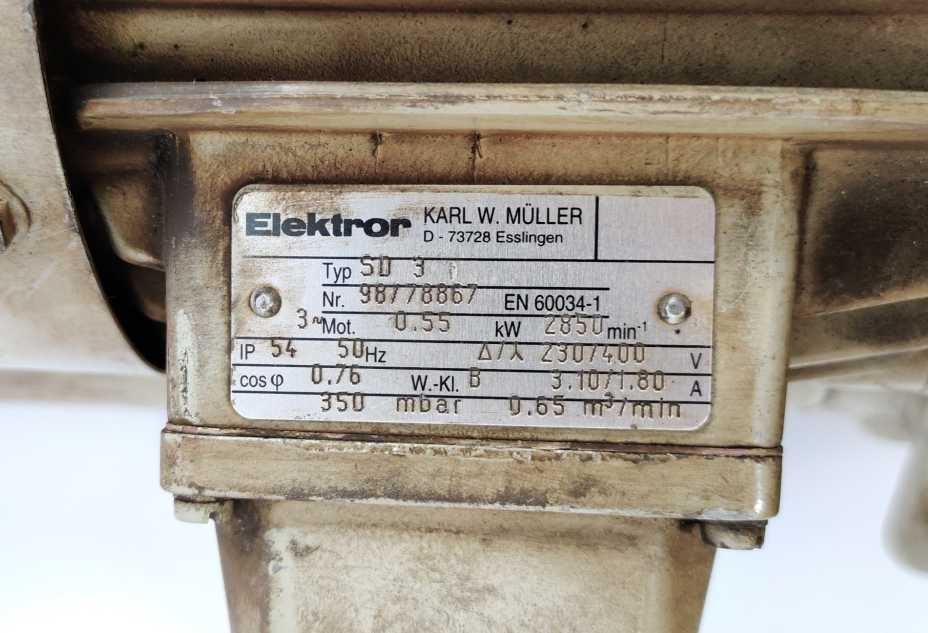 Elektror KARL W. MÜLLER
D - 73728 Esslingen
Typ SD 3
Nr. 98/78867 EN 60034-1
3~Mot. 0.55 kW 2850 min⁻¹
IP 54 50Hz Δ/⅄ 230/400 V
cos φ 0.76 W.-Kl. B 3.10/1.80 A
350 mbar 0.65 m³/min